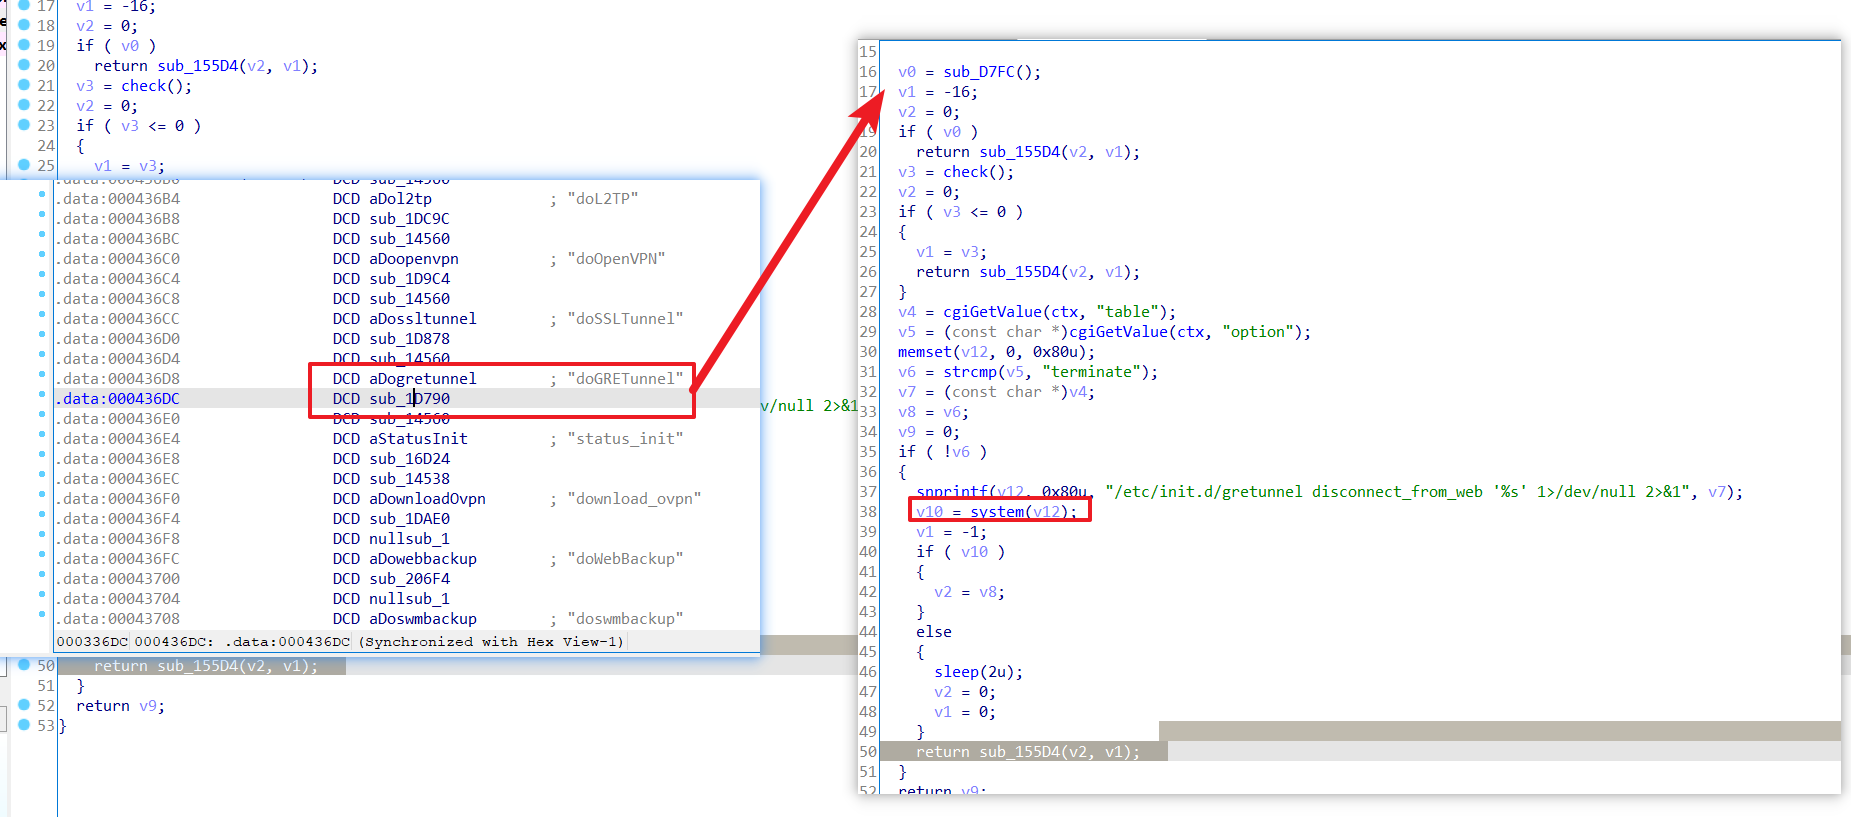 17 v1 = -16;
18 v2 = 0;
19 if ( v0 )
20 return sub_155D4(v2, v1);
21 v3 = check();
22 v2 = 0;
23 if ( v3 <= 0 )
24 {
25 v1 = v3;
.data:000436B4 DCD aDol2tp ; "doL2TP"
.data:000436B8 DCD sub_1DC9C
.data:000436BC DCD sub_14560
.data:000436C0 DCD aDoopenvpn ; "doOpenVPN"
.data:000436C4 DCD sub_1D9C4
.data:000436C8 DCD sub_14560
.data:000436CC DCD aDossltunnel ; "doSSLTunnel"
.data:000436D0 DCD sub_1D878
.data:000436D4 DCD sub_14560
.data:000436D8 DCD aDogretunnel ; "doGRETunnel"
.data:000436DC DCD sub_1D790
.data:000436E0 DCD sub_14560
.data:000436E4 DCD aStatusInit ; "status_init"
.data:000436E8 DCD sub_16D24
.data:000436EC DCD sub_14538
.data:000436F0 DCD aDownloadOvpn ; "download_ovpn"
.data:000436F4 DCD sub_1DAE0
.data:000436F8 DCD nullsub_1
.data:000436FC DCD aDowebbackup ; "doWebBackup"
.data:00043700 DCD sub_206F4
.data:00043704 DCD nullsub_1
.data:00043708 DCD aDoswmbackup ; "doswmbackup"
000336DC 000436DC: .data:000436DC (Synchronized with Hex View-1)
v/null 2>&1
50 return sub_155D4(v2, v1);
51 }
52 return v9;
53 }
15
16 v0 = sub_D7FC();
17 v1 = -16;
v2 = 0;
19 if ( v0 )
20 return sub_155D4(v2, v1);
21 v3 = check();
22 v2 = 0;
23 if ( v3 <= 0 )
24 {
25 v1 = v3;
26 return sub_155D4(v2, v1);
27 }
28 v4 = cgiGetValue(ctx, "table");
29 v5 = (const char *)cgiGetValue(ctx, "option");
30 memset(v12, 0, 0x80u);
31 v6 = strcmp(v5, "terminate");
32 v7 = (const char *)v4;
33 v8 = v6;
34 v9 = 0;
35 if ( !v6 )
36 {
37 snprintf(v12, 0x80u, "/etc/init.d/gretunnel disconnect_from_web '%s' 1>/dev/null 2>&1", v7);
38 v10 = system(v12);
39 v1 = -1;
40 if ( v10 )
41 {
42 v2 = v8;
43 }
44 else
45 {
46 sleep(2u);
47 v2 = 0;
48 v1 = 0;
49 }
50 return sub_155D4(v2, v1);
51 }
52 return v9;